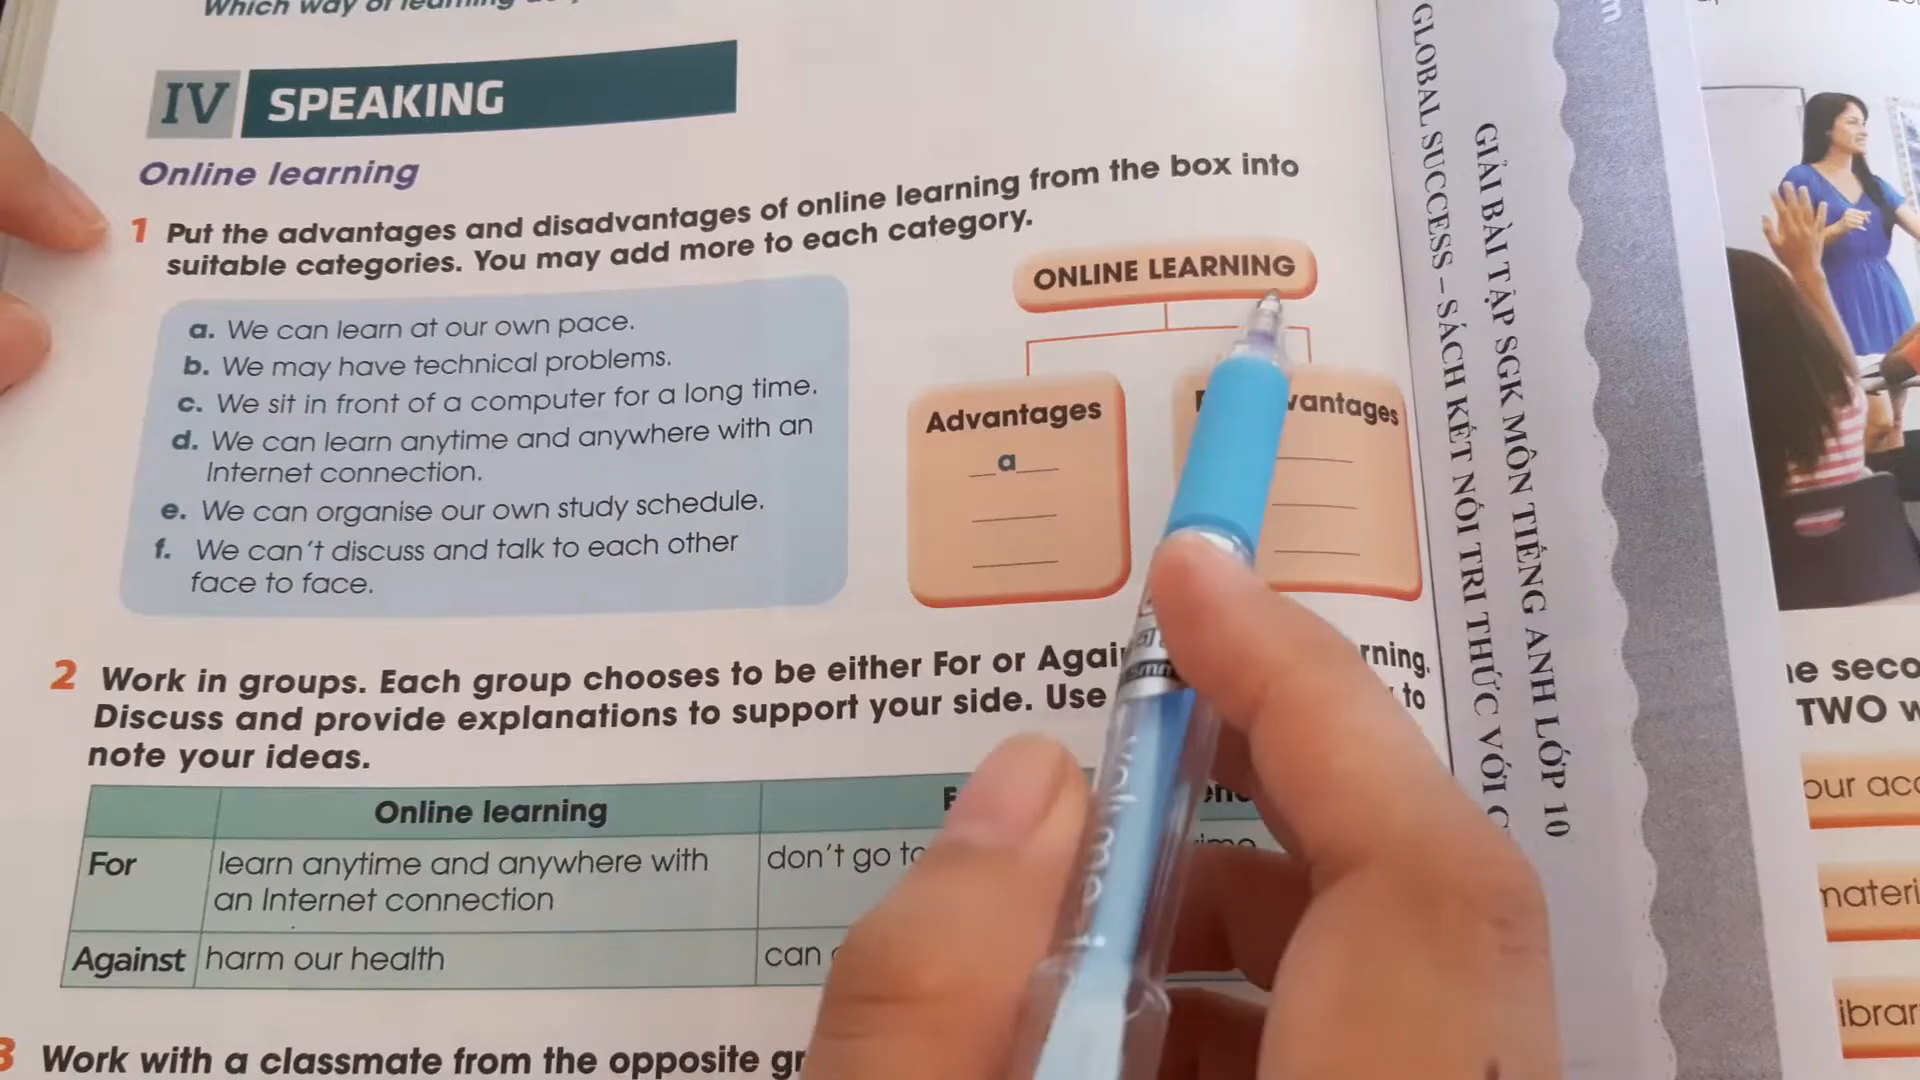 Which way of learning
IV SPEAKING
Online learning
1 Put the advantages and disadvantages of online learning from the box into
suitable categories. You may add more to each category.
a. We can learn at our own pace.
b. We may have technical problems.
c. We sit in front of a computer for a long time.
d. We can learn anytime and anywhere with an
Internet connection.
e. We can organise our own study schedule.
f. We can't discuss and talk to each other
face to face.
ONLINE LEARNING
Advantages
a
2 Work in groups. Each group chooses to be either For or
Discuss and provide explanations to support your side. Use to
note your ideas.
Online learning
For learn anytime and anywhere with don't go
an Internet connection
Against harm our health can
3 Work with a classmate from the opposite
GLOBAL SUCCESS – SÁCH KẾT NỐI TRI THỨC VỚI
GIẢI BÀI TẬP SGK MÔN TIẾNG ANH LỚP 10
TWO